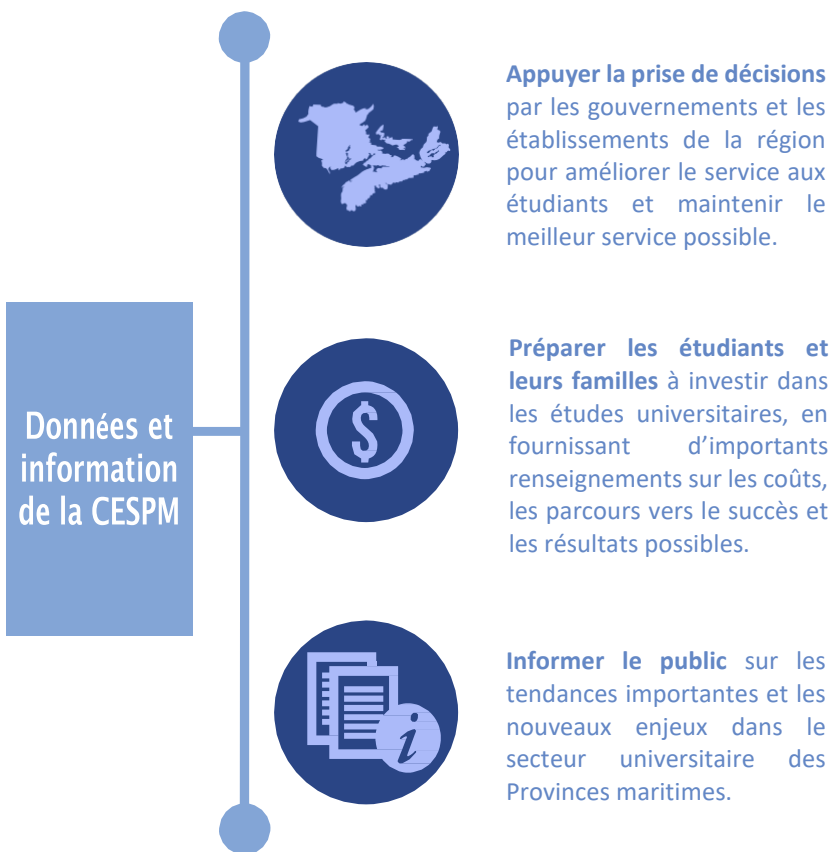 Données et
information
de la CESPM
Appuyer la prise de décisions
par les gouvernements et les
établissements de la région
pour améliorer le service aux
étudiants et maintenir le
meilleur service possible.
Préparer les étudiants et
leurs familles à investir dans
les études universitaires, en
fournissant d’importants
renseignements sur les coûts,
les parcours vers le succès et
les résultats possibles.
Informer le public sur les
tendances importantes et les
nouveaux enjeux dans le
secteur universitaire des
Provinces maritimes.